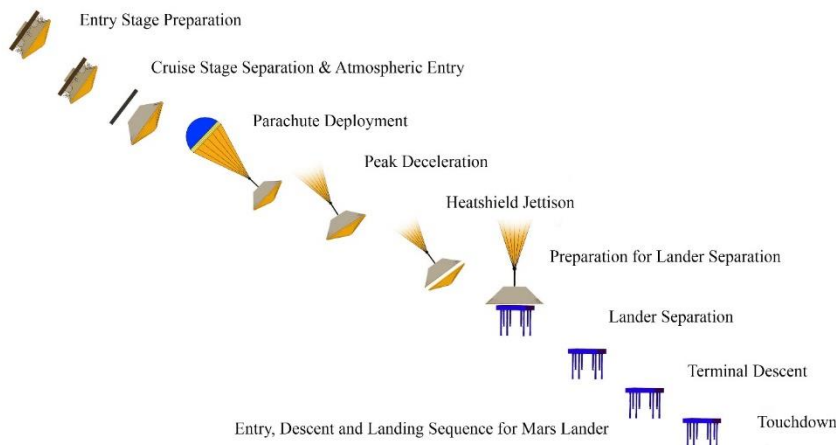 Entry Stage Preparation
Cruise Stage Separation & Atmospheric Entry
Parachute Deployment
Peak Deceleration
Heatshield Jettison
Preparation for Lander Separation
Lander Separation
Terminal Descent
Touchdown
Entry, Descent and Landing Sequence for Mars Lander